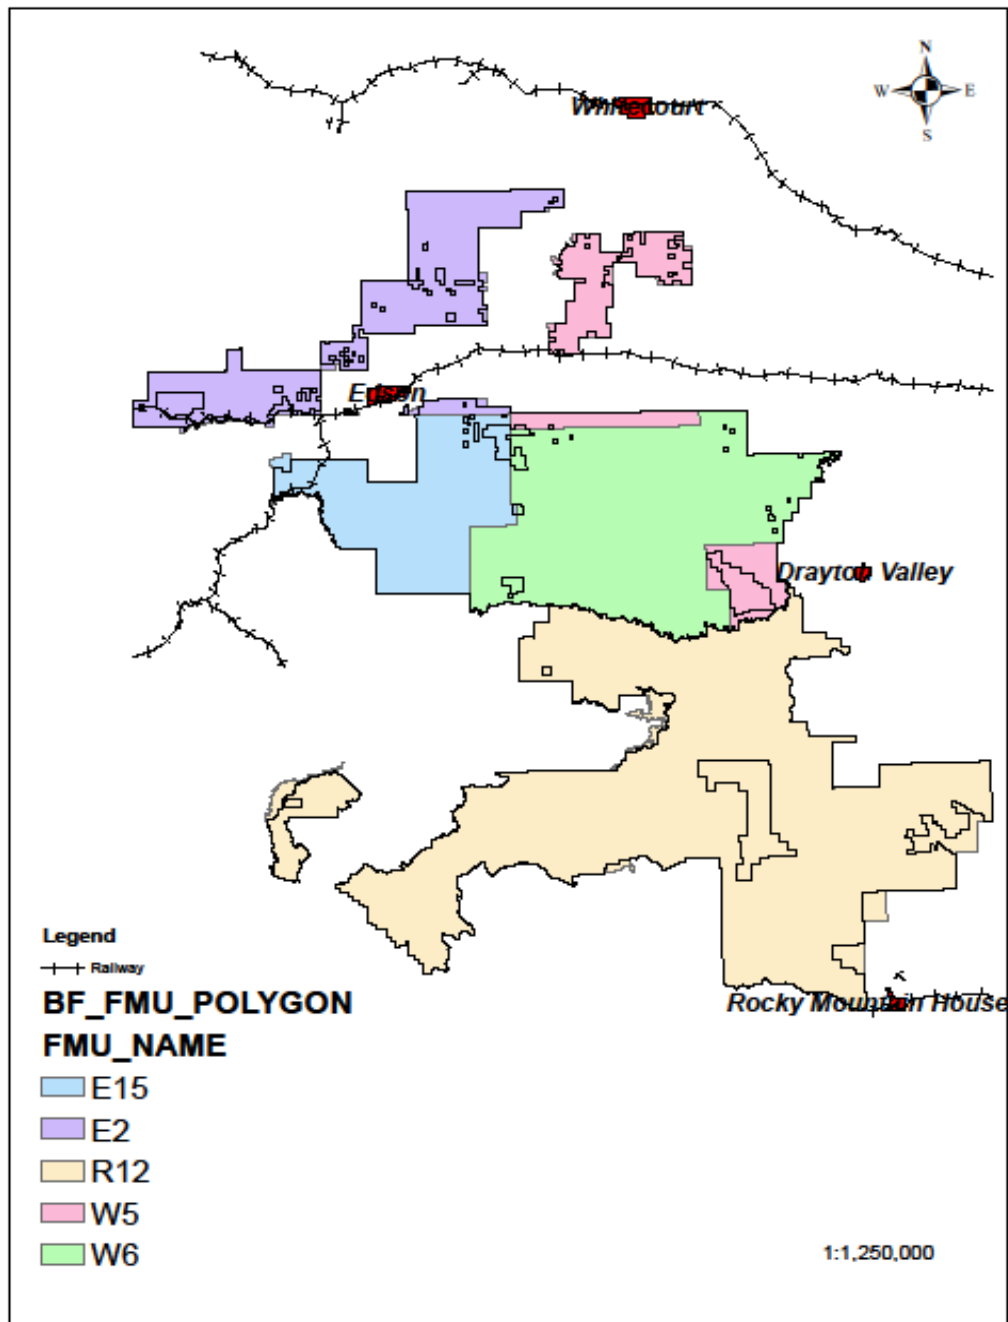 N
W E
S
Whitecourt
Edson
Drayton Valley
Rocky Mountain House
Legend
Railway
BF_FMU_POLYGON
FMU_NAME
E15
E2
R12
W5
W6
1:1,250,000